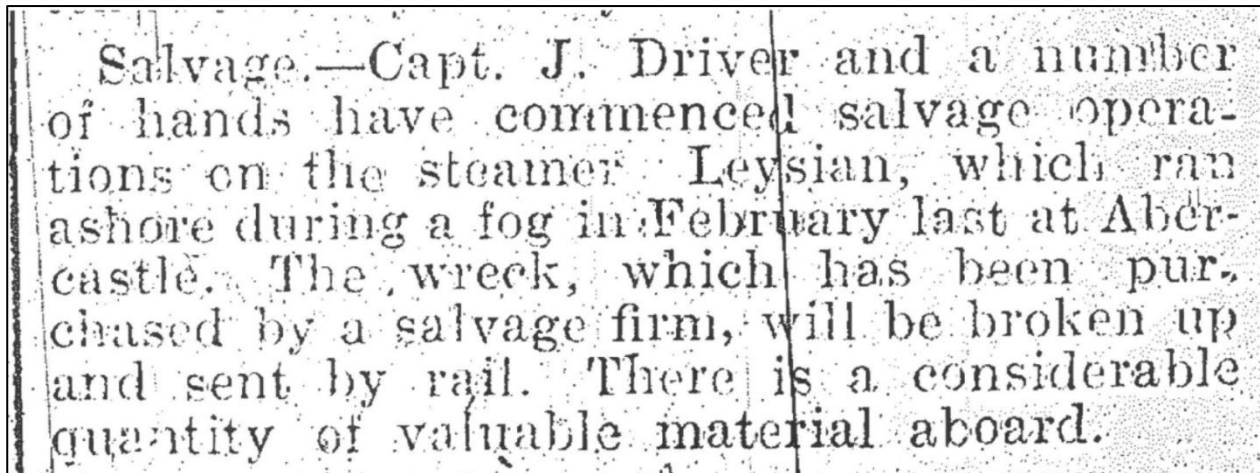 Salvage.—Capt. J. Driver and a number
of hands have commenced salvage opera-
tions on the steamer Leysian, which ran
ashore during a fog in February last at Aber-
castle. The wreck, which has been pur-
chased by a salvage firm, will be broken up
and sent by rail. There is a considerable
quantity of valuable material aboard.